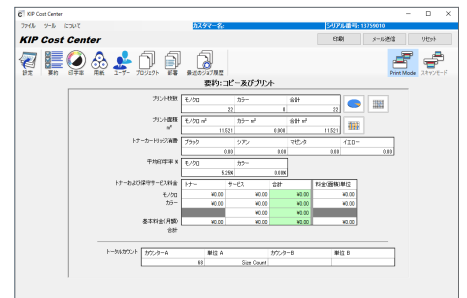 KIP Cost Center
ファイル ツール について
カスタマー名: シリアル番号: 13759010
KIP Cost Center 印刷 メール送信 リセット
設定 要約 印字率 用紙 ユーザー プロジェクト 部署 最近のジョブ履歴 Print Mode スキャンモード
要約: コピー及びプリント
プリント枚数 モノクロ カラー 合計
22 0 22
プリント面積 モノクロ m² カラー m² 合計 m²
m² 11.521 0.000 11.521
トナーカートリッジ消費 ブラック シアン マゼンタ イエロー
0.00 0.00 0.00 0.00
平均印字率 % モノクロ カラー
6.26% 0.00%
トナーおよび保守サービス料金 トナー サービス 合計 料金(面積)単位
モノクロ ¥0.00 ¥0.00 ¥0.00 ¥0.00
カラー ¥0.00 ¥0.00 ¥0.00 ¥0.00
基本料金(月額) ¥0.00 ¥0.00 ¥0.00
合計
トータルカウント カウンターA 単位 A カウンターB 単位 B
Size Count